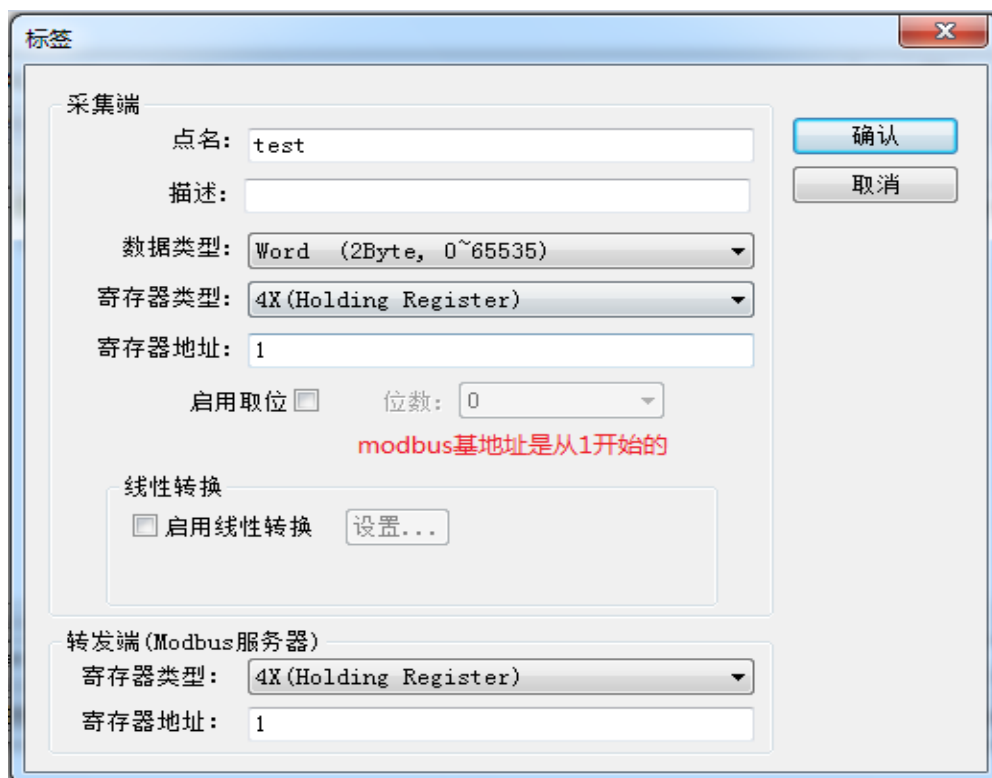 标签
采集端
点名: test
描述:
数据类型: Word (2Byte, 0~65535)
寄存器类型: 4X(Holding Register)
寄存器地址: 1
启用取位 位数: 0
modbus基地址是从1开始的
线性转换
启用线性转换 设置...
转发端(Modbus服务器)
寄存器类型: 4X(Holding Register)
寄存器地址: 1
确认
取消